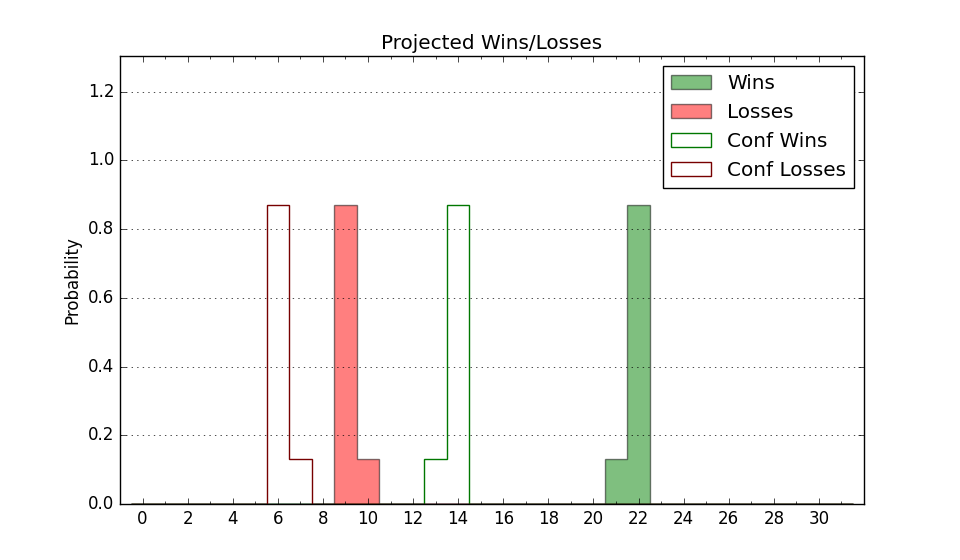 Projected Wins/Losses
Wins
Losses
Conf Wins
Conf Losses
Probability
1.2
1.0
0.8
0.6
0.4
0.2
0.0
0 2 4 6 8 10 12 14 16 18 20 22 24 26 28 30